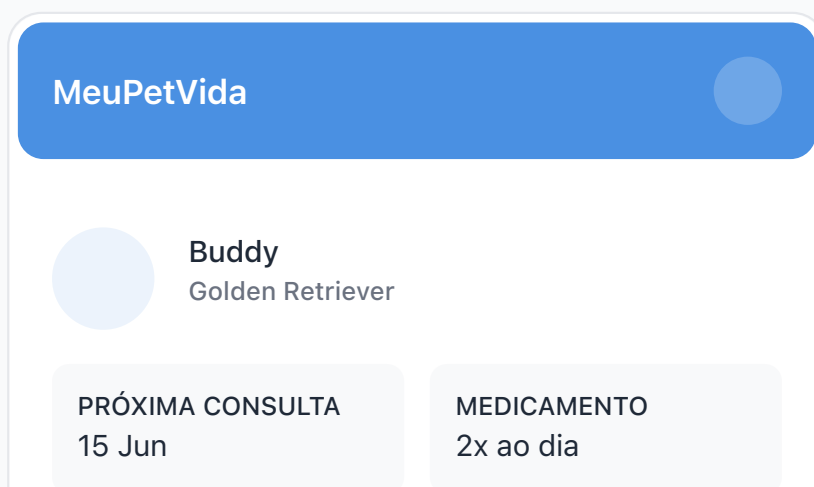 MeuPetVida
Buddy
Golden Retriever
PRÓXIMA CONSULTA
15 Jun
MEDICAMENTO
2x ao dia